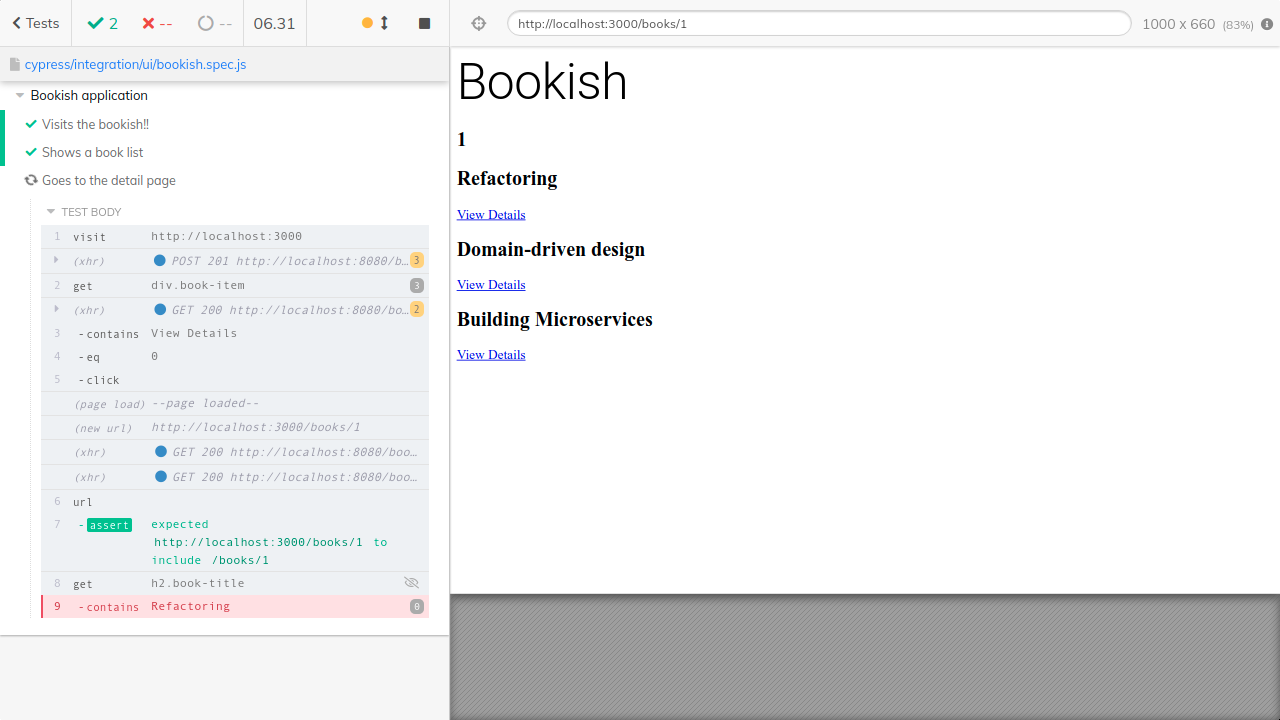 Tests
2
--
--
06.31
cypress/integration/ui/bookish.spec.js
Bookish application
Visits the bookish!!
Shows a book list
Goes to the detail page
TEST BODY
1 visit http://localhost:3000
(xhr) POST 201 http://localhost:8080/b... 3
2 get div.book-item 3
(xhr) GET 200 http://localhost:8080/bo... 2
3 -contains View Details
4 -eq 0
5 -click
(page load) --page loaded--
(new url) http://localhost:3000/books/1
(xhr) GET 200 http://localhost:8080/boo...
(xhr) GET 200 http://localhost:8080/boo...
6 url
7 -assert expected
http://localhost:3000/books/1 to
include /books/1
8 get h2.book-title
9 -contains Refactoring 0
http://localhost:3000/books/1
1000 x 660 (83%)
Bookish
1
Refactoring
View Details
Domain-driven design
View Details
Building Microservices
View Details